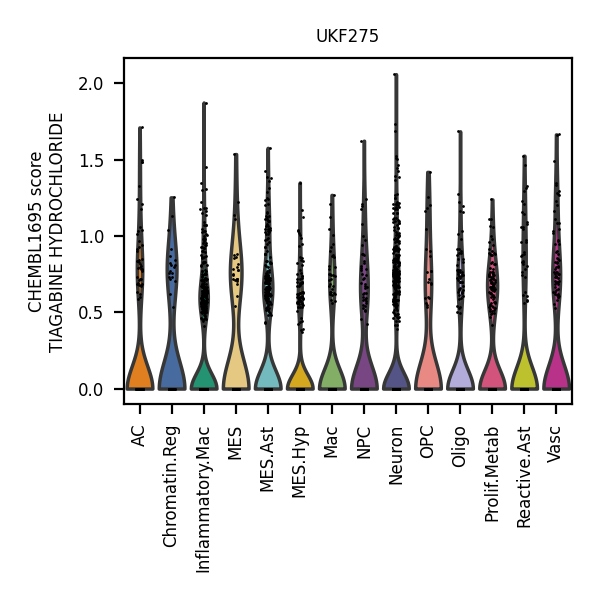 UKF275
CHEMBL1695 score
TIAGABINE HYDROCHLORIDE
2.0
1.5
1.0
0.5
0.0
AC
Chromatin.Reg
Inflammatory.Mac
MES
MES.Ast
MES.Hyp
Mac
NPC
Neuron
OPC
Oligo
Prolif.Metab
Reactive.Ast
Vasc